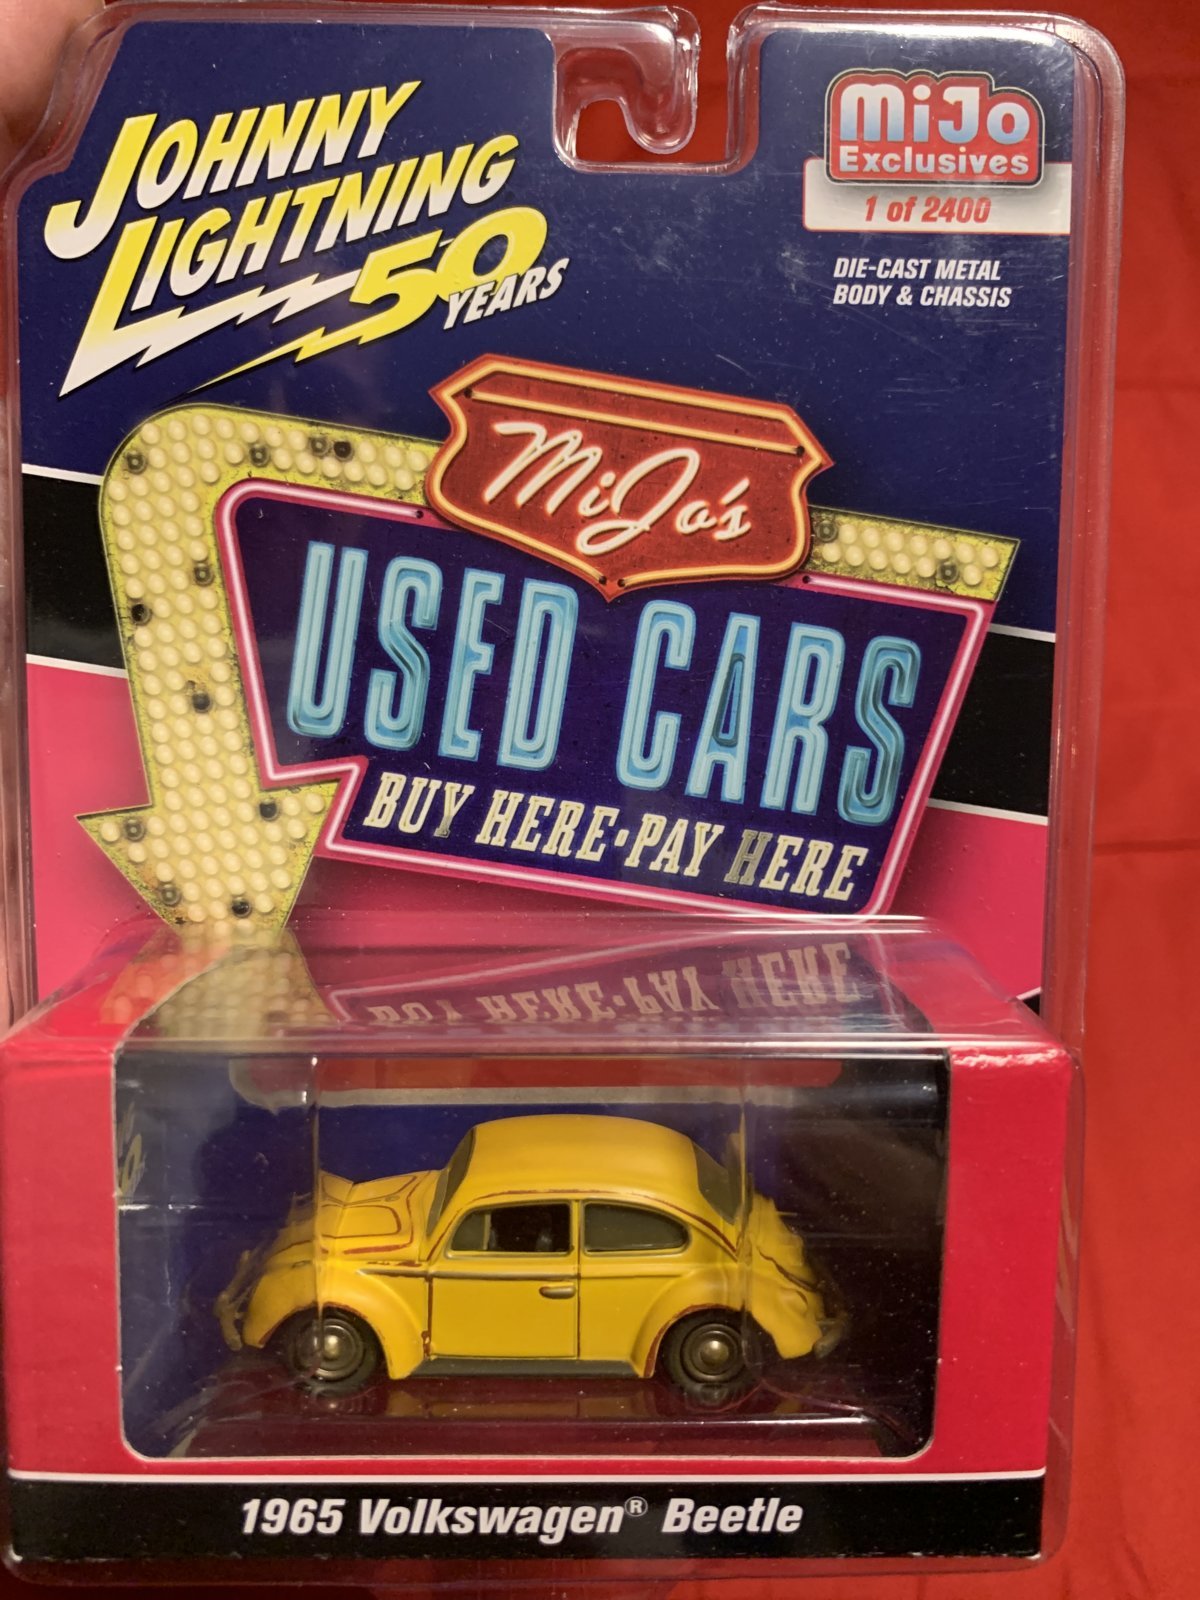 JOHNNY
LIGHTNING
50
YEARS
MiJo
Exclusives
1 of 2400
DIE-CAST METAL
BODY & CHASSIS
MiJo's
USED CARS
BUY HERE·PAY HERE
1965 Volkswagen® Beetle